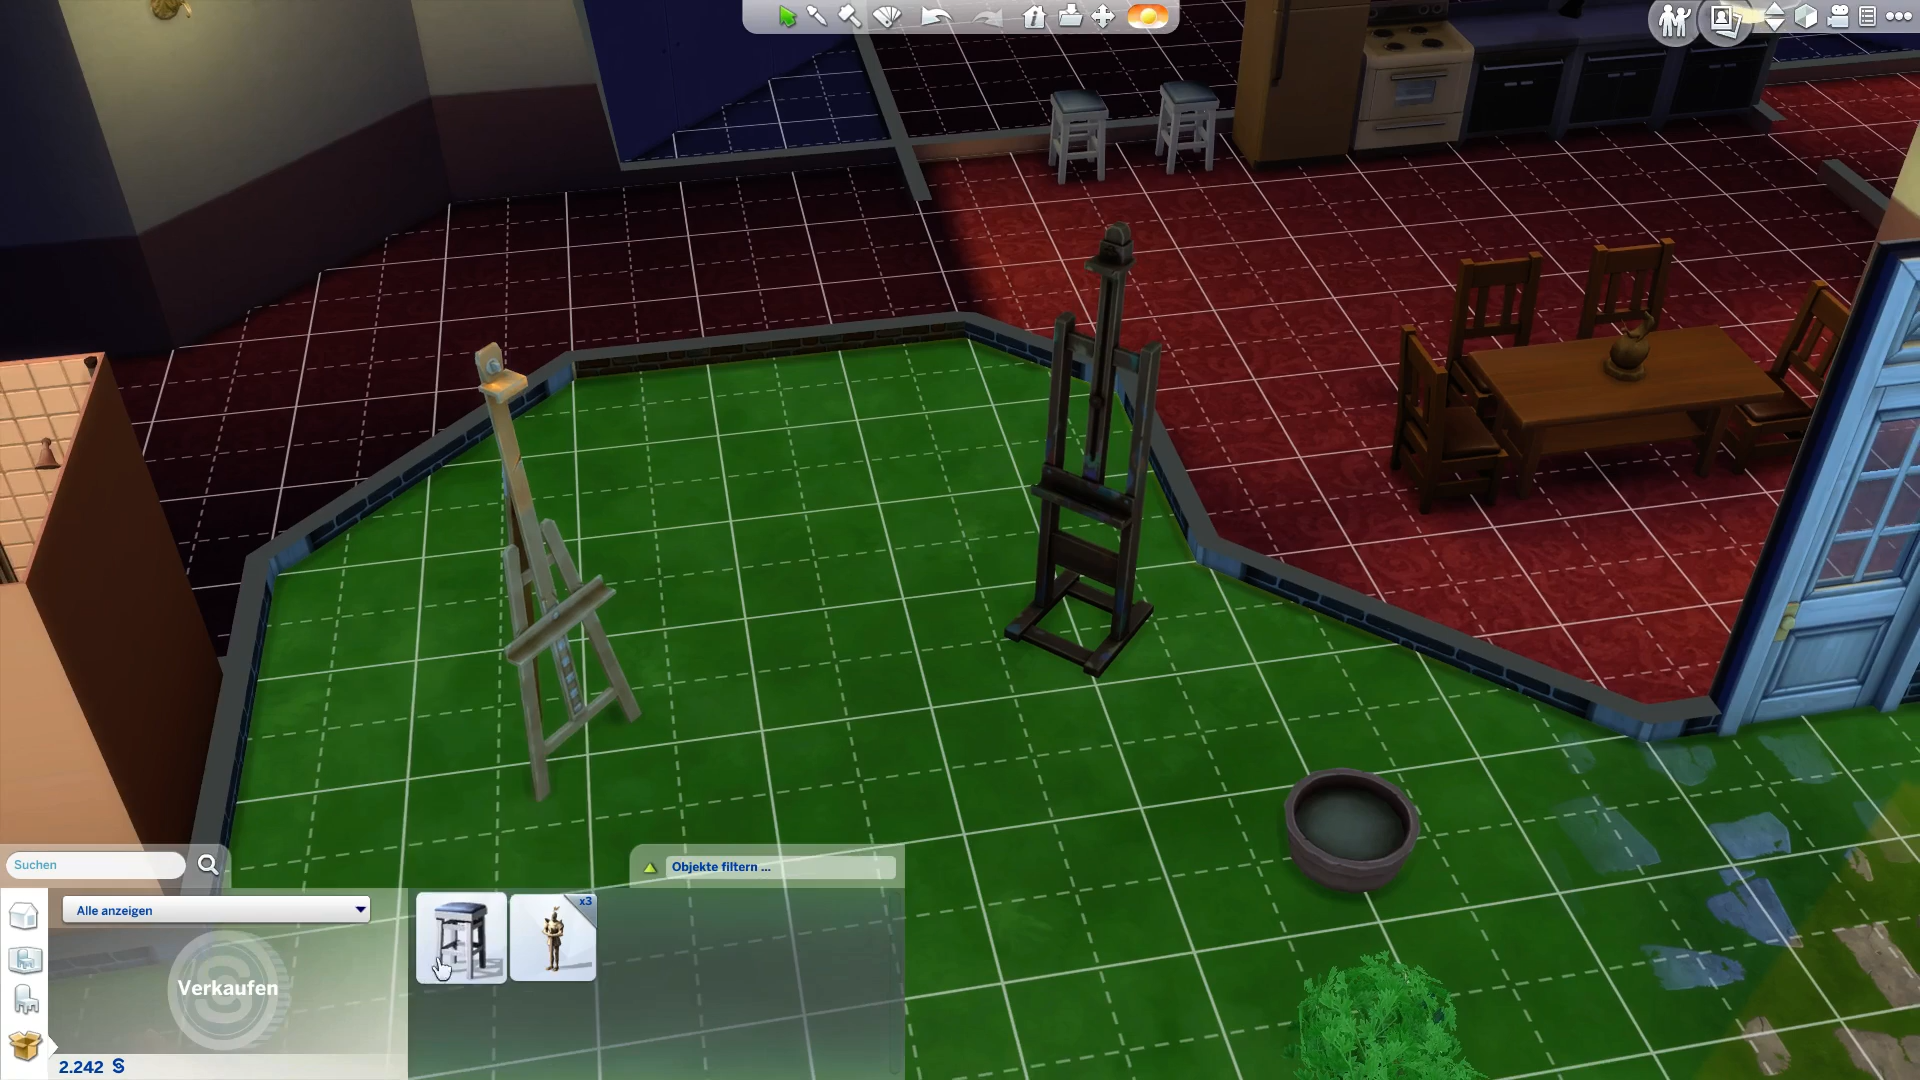 Suchen
Objekte filtern ...
Alle anzeigen
x3
Verkaufen
2.242 S